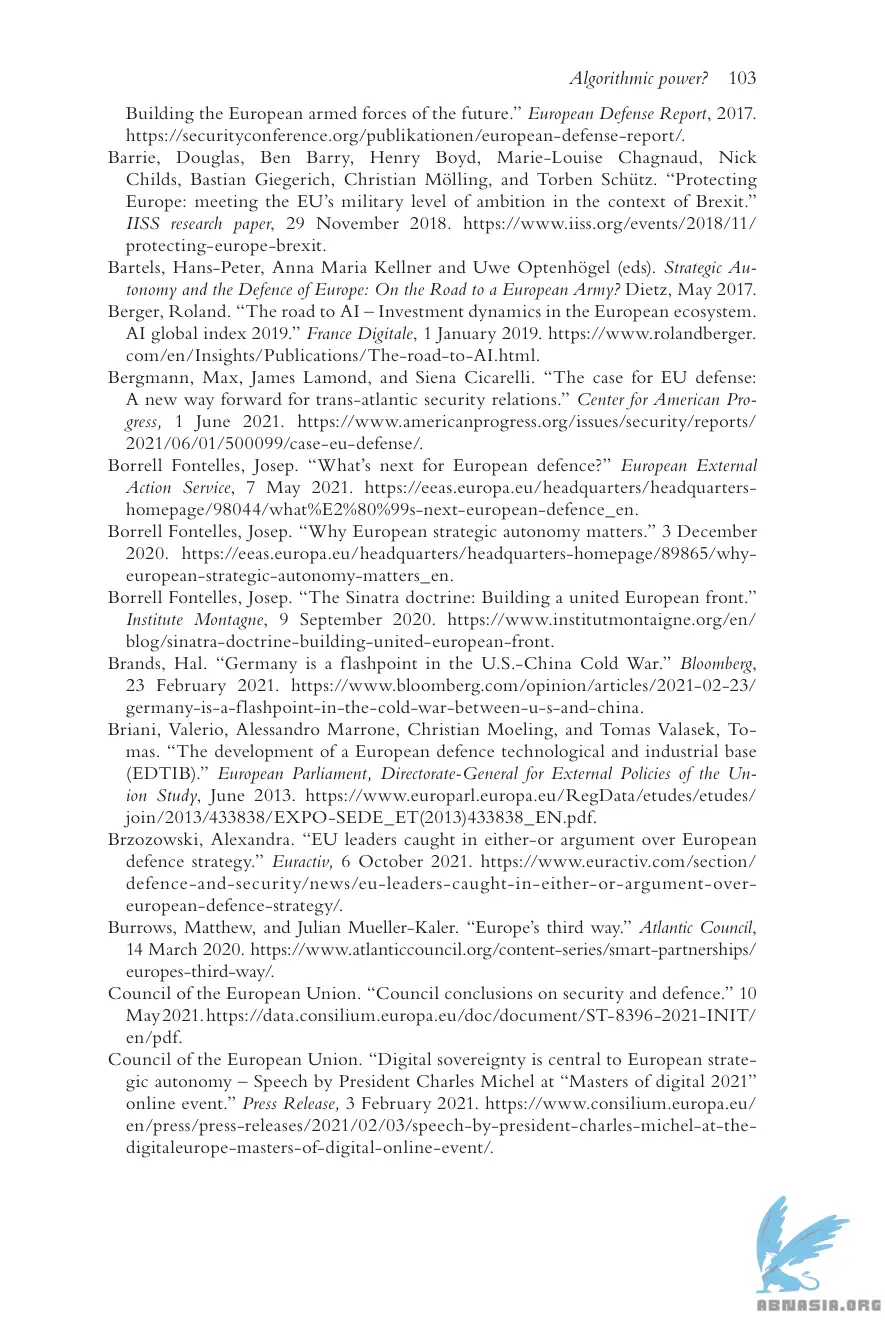 Algorithmic power? 103
Building the European armed forces of the future.” European Defense Report, 2017.
https://securityconference.org/publikationen/european-defense-report/.
Barrie, Douglas, Ben Barry, Henry Boyd, Marie-Louise Chagnaud, Nick
Childs, Bastian Giegerich, Christian Mölling, and Torben Schütz. “Protecting
Europe: meeting the EU’s military level of ambition in the context of Brexit.”
IISS research paper, 29 November 2018. https://www.iiss.org/events/2018/11/
protecting-europe-brexit.
Bartels, Hans-Peter, Anna Maria Kellner and Uwe Optenhögel (eds). Strategic Au-
tonomy and the Defence of Europe: On the Road to a European Army? Dietz, May 2017.
Berger, Roland. “The road to AI – Investment dynamics in the European ecosystem.
AI global index 2019.” France Digitale, 1 January 2019. https://www.rolandberger.
com/en/Insights/Publications/The-road-to-AI.html.
Bergmann, Max, James Lamond, and Siena Cicarelli. “The case for EU defense:
A new way forward for trans-atlantic security relations.” Center for American Pro-
gress, 1 June 2021. https://www.americanprogress.org/issues/security/reports/
2021/06/01/500099/case-eu-defense/.
Borrell Fontelles, Josep. “What’s next for European defence?” European External
Action Service, 7 May 2021. https://eeas.europa.eu/headquarters/headquarters-
homepage/98044/what%E2%80%99s-next-european-defence_en.
Borrell Fontelles, Josep. “Why European strategic autonomy matters.” 3 December
2020. https://eeas.europa.eu/headquarters/headquarters-homepage/89865/why-
european-strategic-autonomy-matters_en.
Borrell Fontelles, Josep. “The Sinatra doctrine: Building a united European front.”
Institute Montagne, 9 September 2020. https://www.institutmontaigne.org/en/
blog/sinatra-doctrine-building-united-european-front.
Brands, Hal. “Germany is a flashpoint in the U.S.-China Cold War.” Bloomberg,
23 February 2021. https://www.bloomberg.com/opinion/articles/2021-02-23/
germany-is-a-flashpoint-in-the-cold-war-between-u-s-and-china.
Briani, Valerio, Alessandro Marrone, Christian Moeling, and Tomas Valasek, To-
mas. “The development of a European defence technological and industrial base
(EDTIB).” European Parliament, Directorate-General for External Policies of the Un-
ion Study, June 2013. https://www.europarl.europa.eu/RegData/etudes/etudes/
join/2013/433838/EXPO-SEDE_ET(2013)433838_EN.pdf.
Brzozowski, Alexandra. “EU leaders caught in either-or argument over European
defence strategy.” Euractiv, 6 October 2021. https://www.euractiv.com/section/
defence-and-security/news/eu-leaders-caught-in-either-or-argument-over-
european-defence-strategy/.
Burrows, Matthew, and Julian Mueller-Kaler. “Europe’s third way.” Atlantic Council,
14 March 2020. https://www.atlanticcouncil.org/content-series/smart-partnerships/
europes-third-way/.
Council of the European Union. “Council conclusions on security and defence.” 10
May 2021. https://data.consilium.europa.eu/doc/document/ST-8396-2021-INIT/
en/pdf.
Council of the European Union. “Digital sovereignty is central to European strate-
gic autonomy – Speech by President Charles Michel at “Masters of digital 2021”
online event.” Press Release, 3 February 2021. https://www.consilium.europa.eu/
en/press/press-releases/2021/02/03/speech-by-president-charles-michel-at-the-
digitaleurope-masters-of-digital-online-event/.
ABNASIA.ORG